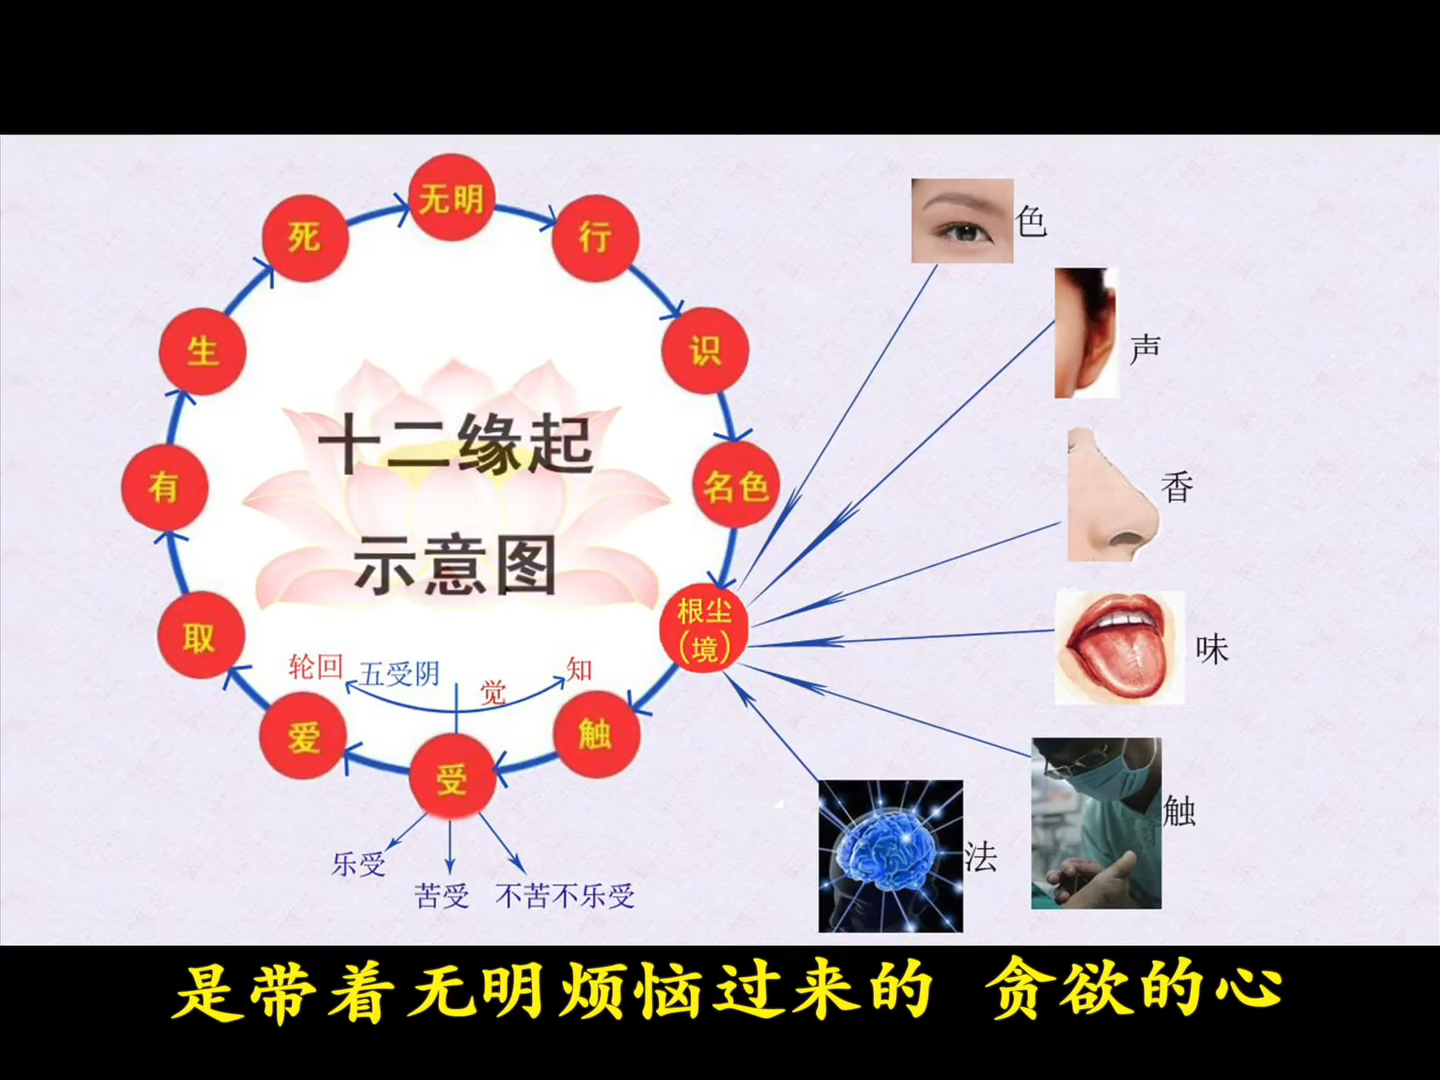 无明
行
识
名色
根尘
（境）
触
受
爱
取
有
生
死
十二缘起
示意图
轮回 五受阴 觉 知
乐受
苦受
不苦不乐受
色
声
香
味
触
法
是带着无明烦恼过来的 贪欲的心